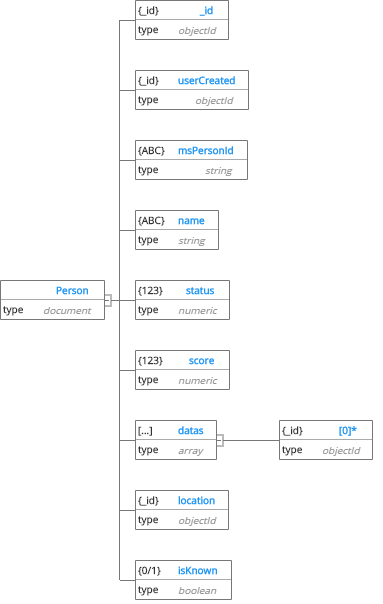 {_id} _id
type objectId
{_id} userCreated
type objectId
{ABC} msPersonId
type string
{ABC} name
type string
Person
type document
{123} status
type numeric
{123} score
type numeric
[...] datas
type array
{_id} [0]*
type objectId
{_id} location
type objectId
{0/1} isKnown
type boolean